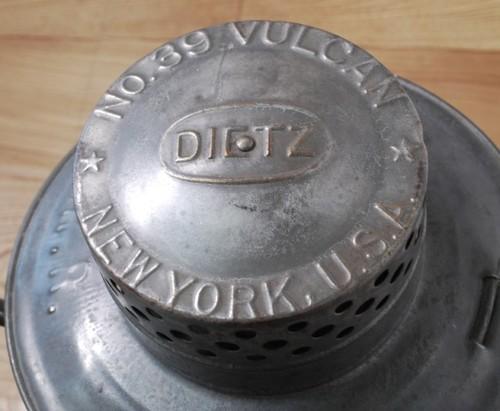 No. 39 VULCAN
DIETZ
NEW YORK, U.S.A.